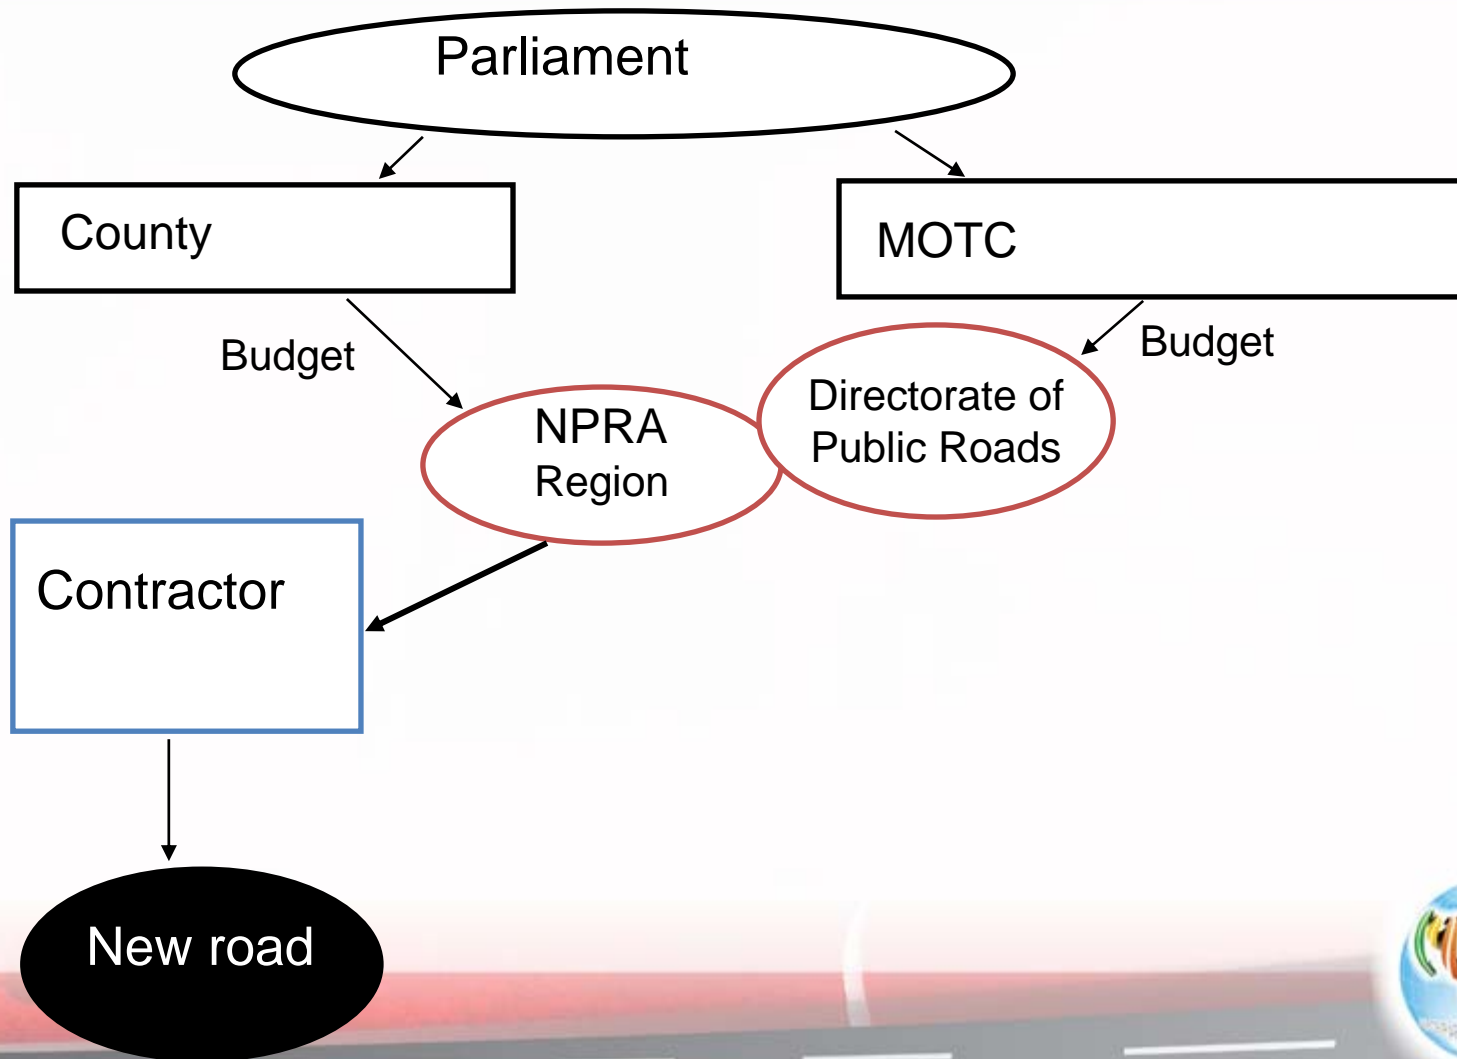 Parliament
County
MOTC
Budget
Budget
Directorate of
Public Roads
NPRA
Region
Contractor
New road